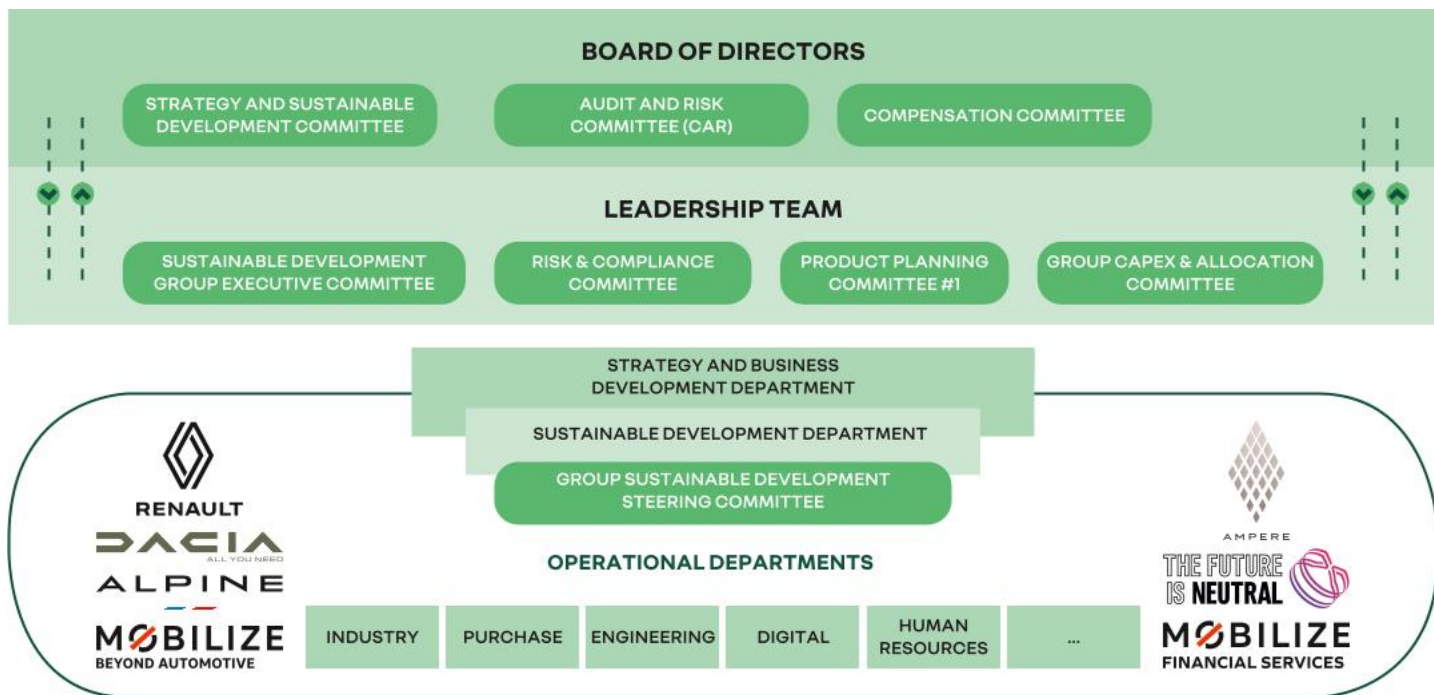 BOARD OF DIRECTORS
STRATEGY AND SUSTAINABLE
DEVELOPMENT COMMITTEE
AUDIT AND RISK
COMMITTEE (CAR)
COMPENSATION COMMITTEE
LEADERSHIP TEAM
SUSTAINABLE DEVELOPMENT
GROUP EXECUTIVE COMMITTEE
RISK & COMPLIANCE
COMMITTEE
PRODUCT PLANNING
COMMITTEE #1
GROUP CAPEX & ALLOCATION
COMMITTEE
STRATEGY AND BUSINESS
DEVELOPMENT DEPARTMENT
SUSTAINABLE DEVELOPMENT DEPARTMENT
GROUP SUSTAINABLE DEVELOPMENT
STEERING COMMITTEE
OPERATIONAL DEPARTMENTS
INDUSTRY
PURCHASE
ENGINEERING
DIGITAL
HUMAN
RESOURCES
...
RENAULT
DACIA
ALL YOU NEED
ALPINE
MOBILIZE
BEYOND AUTOMOTIVE
AMPERE
THE FUTURE
IS NEUTRAL
MOBILIZE
FINANCIAL SERVICES